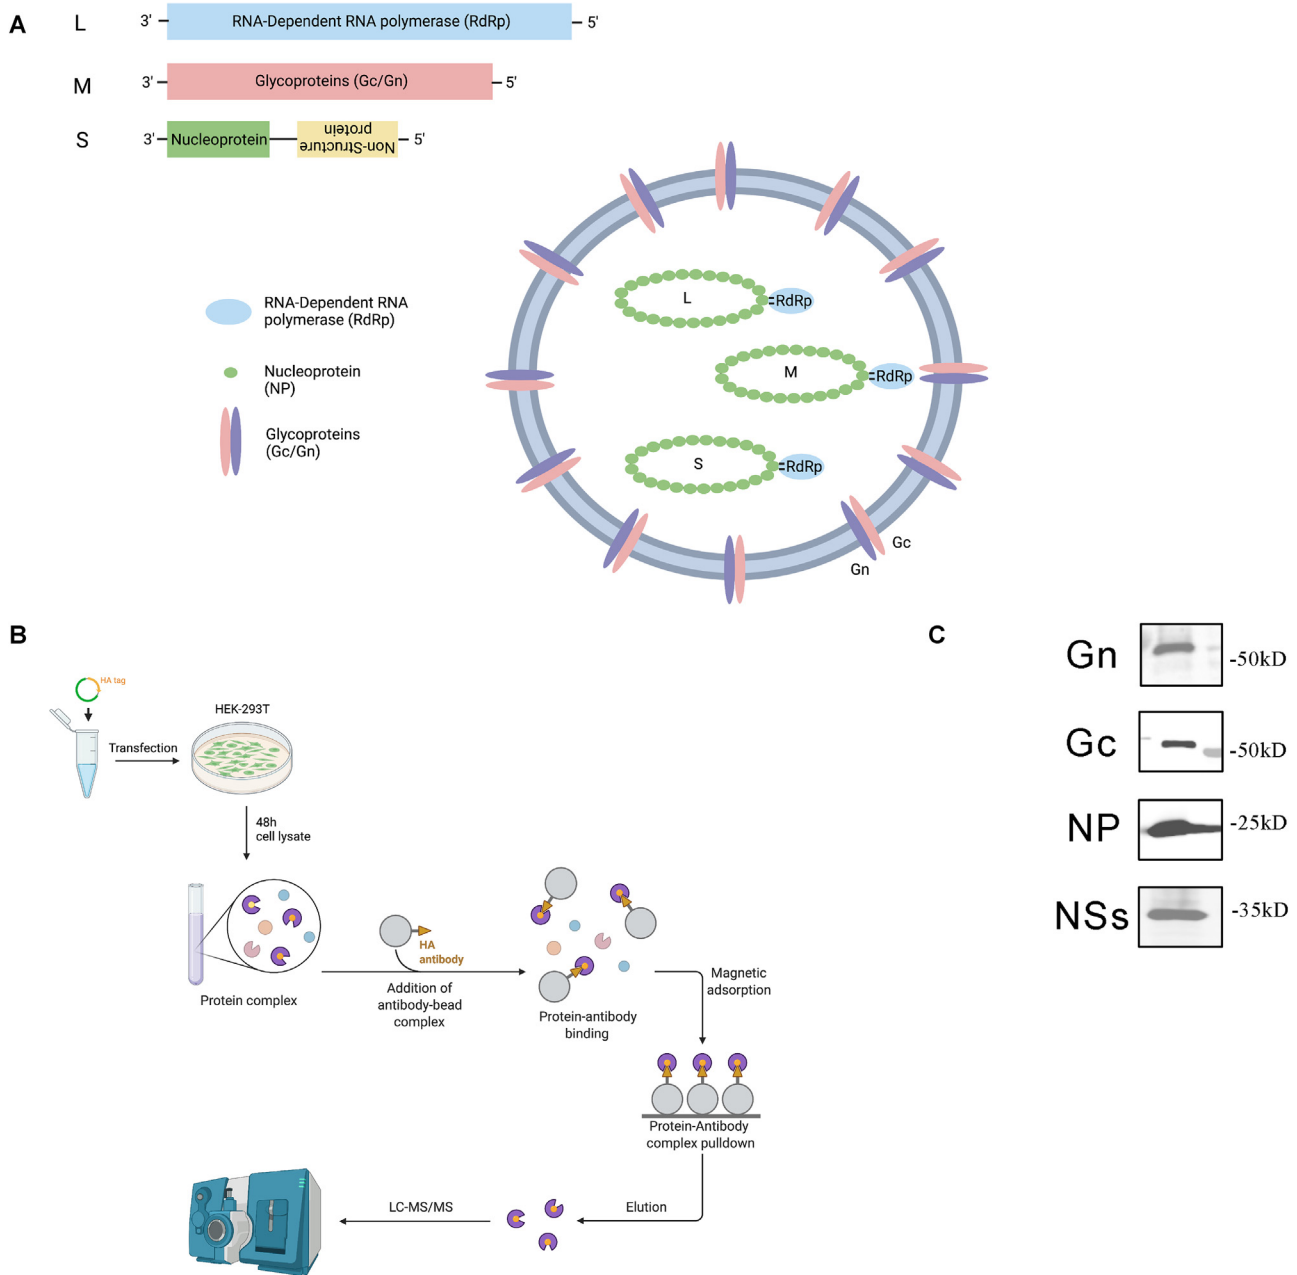 A
L
3'
RNA-Dependent RNA polymerase (RdRp)
5'
M
3'
Glycoproteins (Gc/Gn)
5'
S
3'
Nucleoprotein
Non-Structure
protein
5'
RNA-Dependent RNA
polymerase (RdRp)
Nucleoprotein
(NP)
Glycoproteins
(Gc/Gn)
L
RdRp
M
RdRp
S
RdRp
Gc
Gn
B
HA tag
Transfection
HEK-293T
48h
cell lysate
Protein complex
HA
antibody
Addition of
antibody-bead
complex
Protein-antibody
binding
Magnetic
adsorption
Protein-Antibody
complex pulldown
Elution
LC-MS/MS
C
Gn
-50kD
Gc
-50kD
NP
-25kD
NSs
-35kD